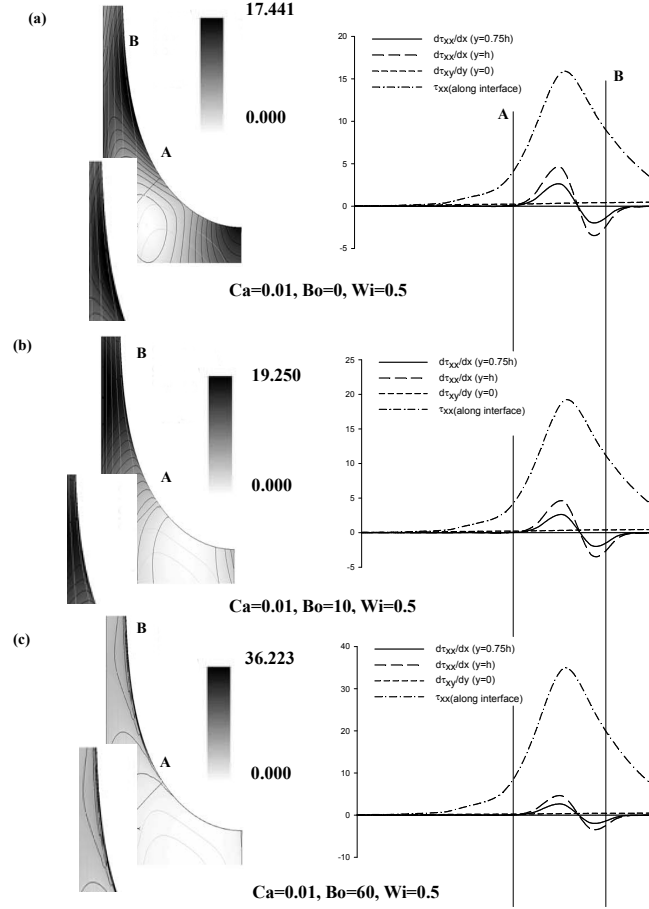 (a)
B
17.441
0.000
A
20
15
10
5
0
-5
dτxx/dx (y=0.75h)
dτxx/dx (y=h)
dτxy/dy (y=0)
τxx(along interface)
A
B
Ca=0.01, Bo=0, Wi=0.5
(b)
B
19.250
0.000
A
25
20
15
10
5
0
-5
dτxx/dx (y=0.75h)
dτxx/dx (y=h)
dτxy/dy (y=0)
τxx(along interface)
Ca=0.01, Bo=10, Wi=0.5
(c)
B
36.223
0.000
A
40
30
20
10
0
-10
dτxx/dx (y=0.75h)
dτxx/dx (y=h)
dτxy/dy (y=0)
τxx(along interface)
Ca=0.01, Bo=60, Wi=0.5